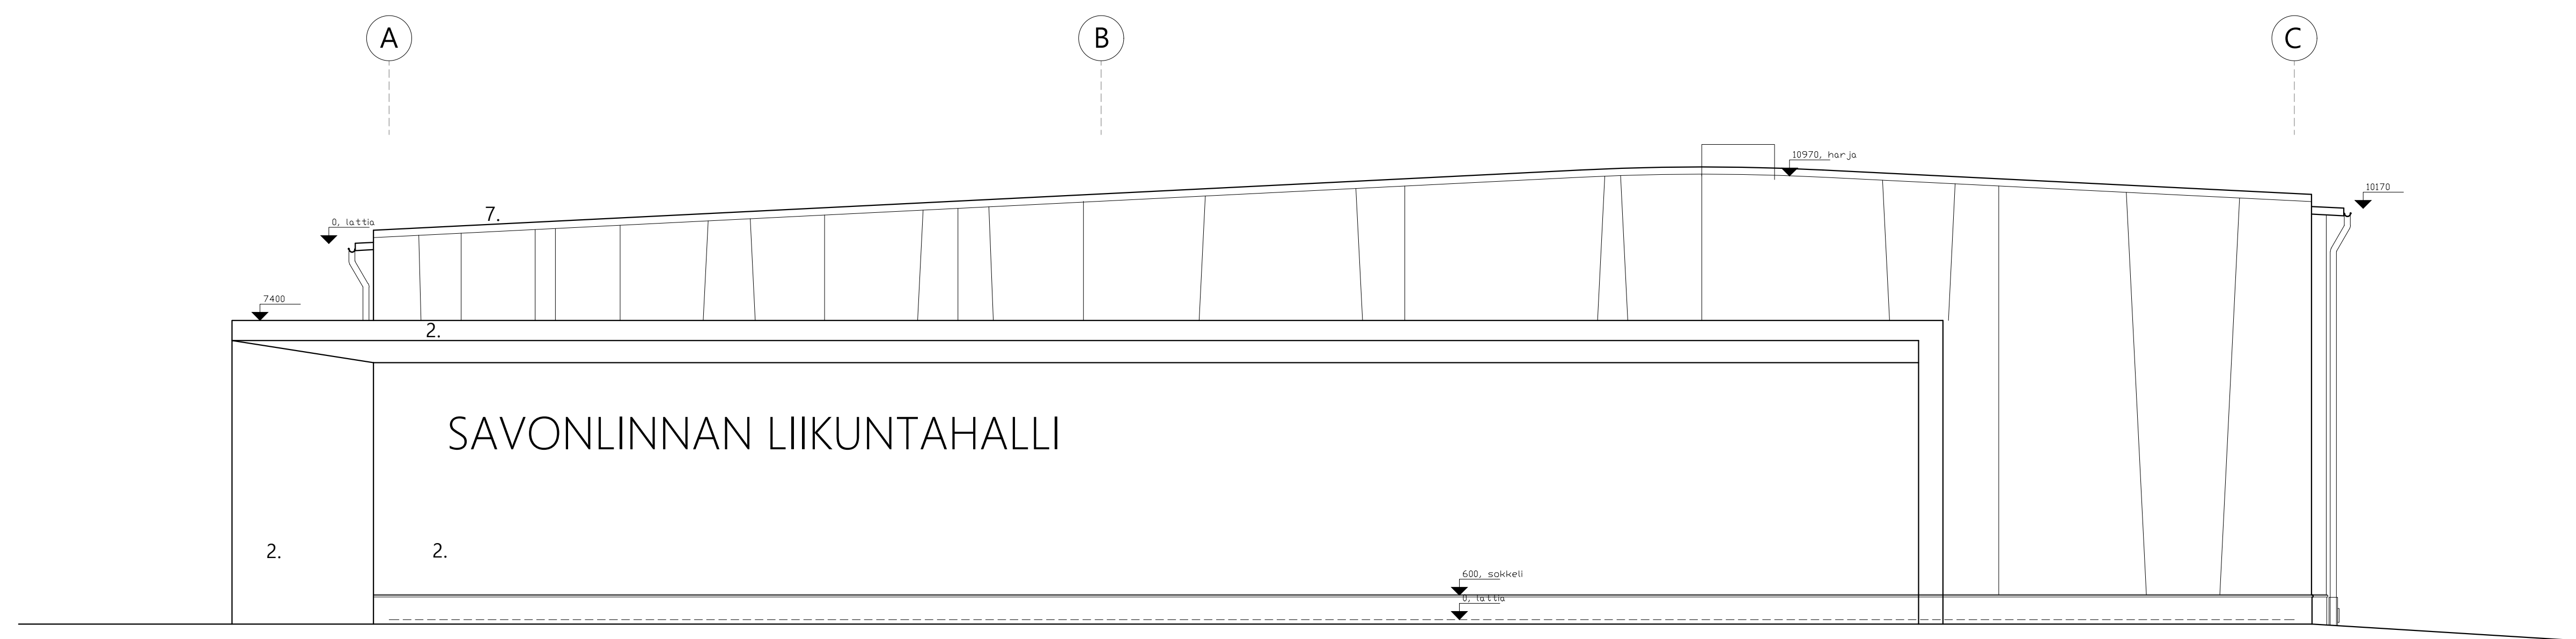 A
B
C
10970, harja
10170
7.
0, lattia
7400
2.
SAVONLINNAN LIIKUNTAHALLI
2.
2.
600, sokkeli
0, lattia